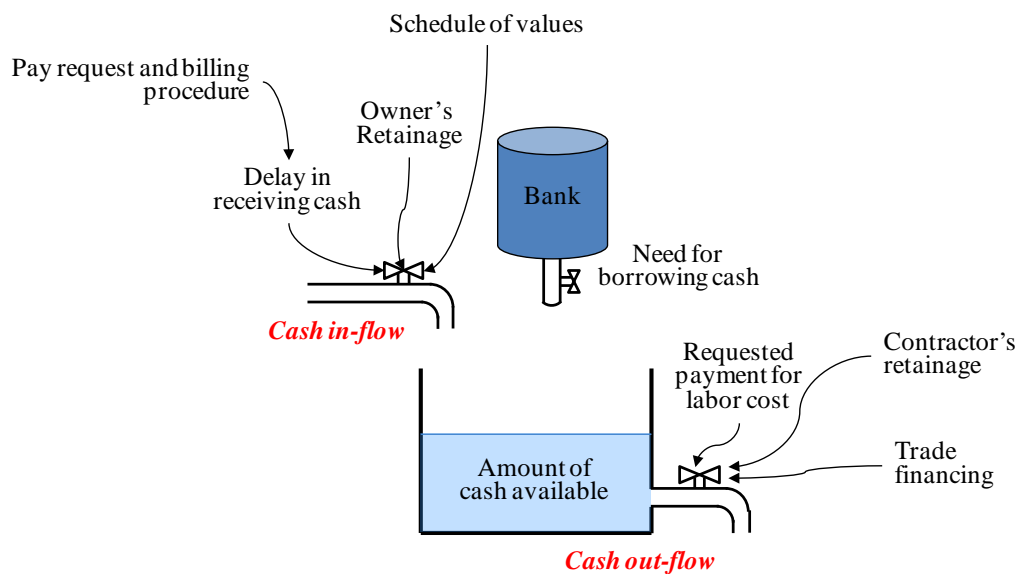 Schedule of values
Pay request and billing
procedure
Owner's
Retainage
Delay in
receiving cash
Bank
Need for
borrowing cash
Cash in-flow
Requested
payment for
labor cost
Contractor's
retainage
Amount of
cash available
Trade
financing
Cash out-flow